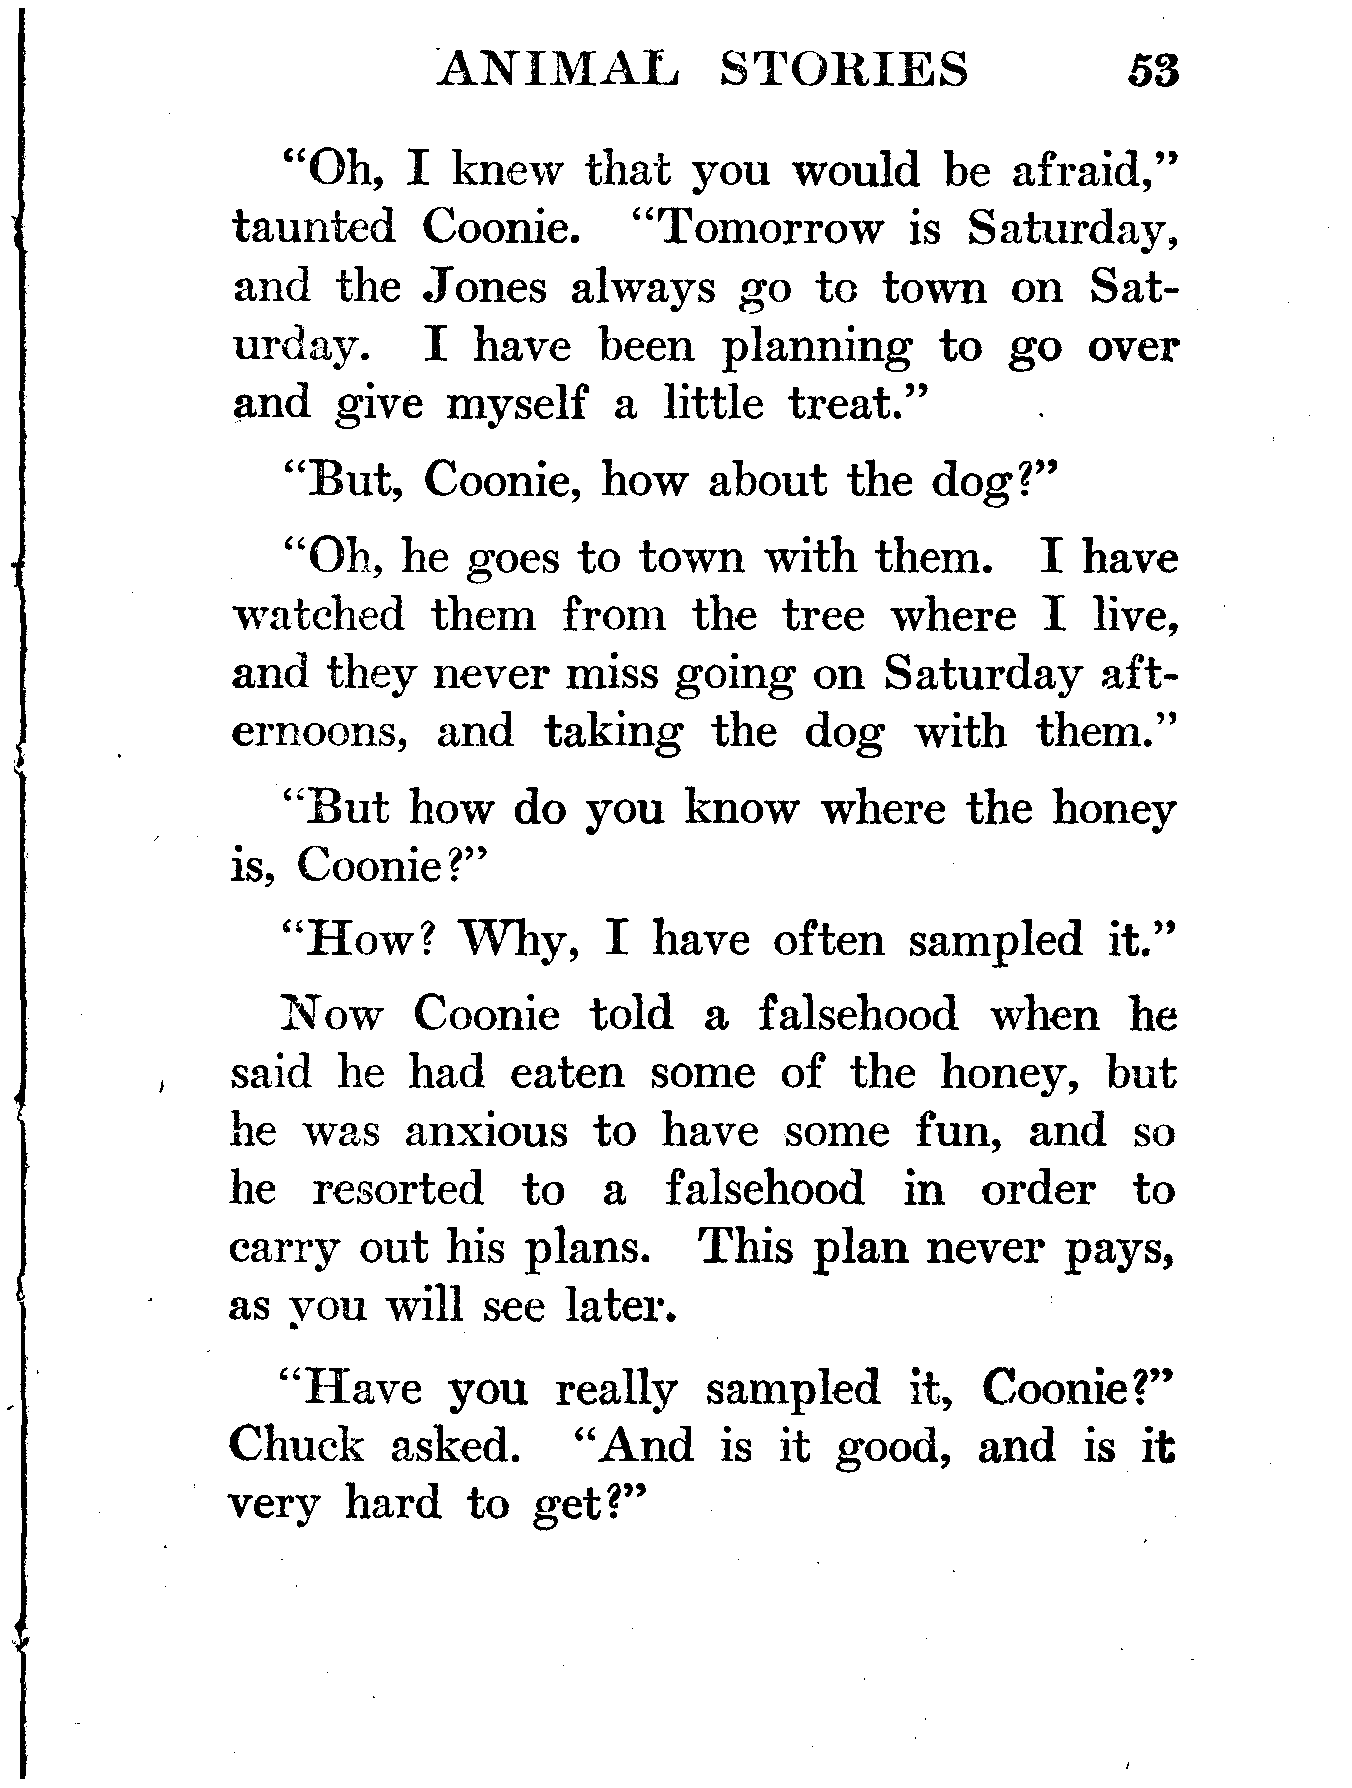 ANIMAL STORIES 53
“Oh, I knew that you would be afraid,”
taunted Coonie. “Tomorrow is Saturday,
and the Jones always go to town on Sat-
urday. I have been planning to go over
and give myself a little treat.”
“But, Coonie, how about the dog?”
“Oh, he goes to town with them. I have
watched them from the tree where I live,
and they never miss going on Saturday aft-
ernoons, and taking the dog with them.”
“But how do you know where the honey
is, Coonie?”
“How? Why, I have often sampled it.”
Now Coonie told a falsehood when he
said he had eaten some of the honey, but
he was anxious to have some fun, and so
he resorted to a falsehood in order to
carry out his plans. This plan never pays,
as you will see later.
“Have you really sampled it, Coonie?”
Chuck asked. “And is it good, and is it
very hard to get?”